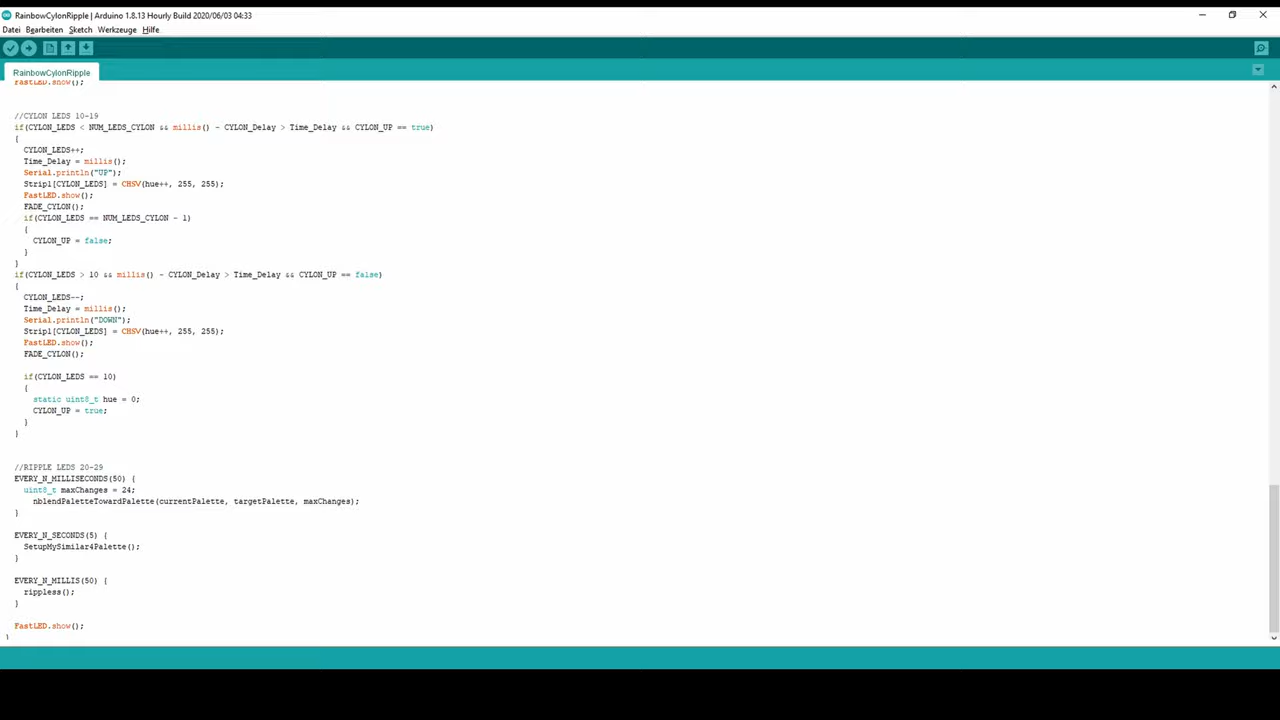 RainbowCylonRipple | Arduino 1.8.13 Hourly Build 2020/06/03 04:33
Datei Bearbeiten Sketch Werkzeuge Hilfe
RainbowCylonRipple
FastLED.show();
//CYLON LEDS 10-19
if(CYLON_LEDS < NUM_LEDS_CYLON && millis() - CYLON_Delay > Time_Delay && CYLON_UP == true)
{
CYLON_LEDS++;
Time_Delay = millis();
Serial.println("UP");
Strip1[CYLON_LEDS] = CHSV(hue++, 255, 255);
FastLED.show();
FADE_CYLON();
if(CYLON_LEDS == NUM_LEDS_CYLON - 1)
{
CYLON_UP = false;
}
}
if(CYLON_LEDS > 10 && millis() - CYLON_Delay > Time_Delay && CYLON_UP == false)
{
CYLON_LEDS--;
Time_Delay = millis();
Serial.println("DOWN");
Strip1[CYLON_LEDS] = CHSV(hue++, 255, 255);
FastLED.show();
FADE_CYLON();
if(CYLON_LEDS == 10)
{
static uint8_t hue = 0;
CYLON_UP = true;
}
}
//RIPPLE LEDS 20-29
EVERY_N_MILLISECONDS(50) {
uint8_t maxChanges = 24;
nblendPaletteTowardPalette(currentPalette, targetPalette, maxChanges);
}
EVERY_N_SECONDS(5) {
SetupMySimilar4Palette();
}
EVERY_N_MILLIS(50) {
rippless();
}
FastLED.show();
}